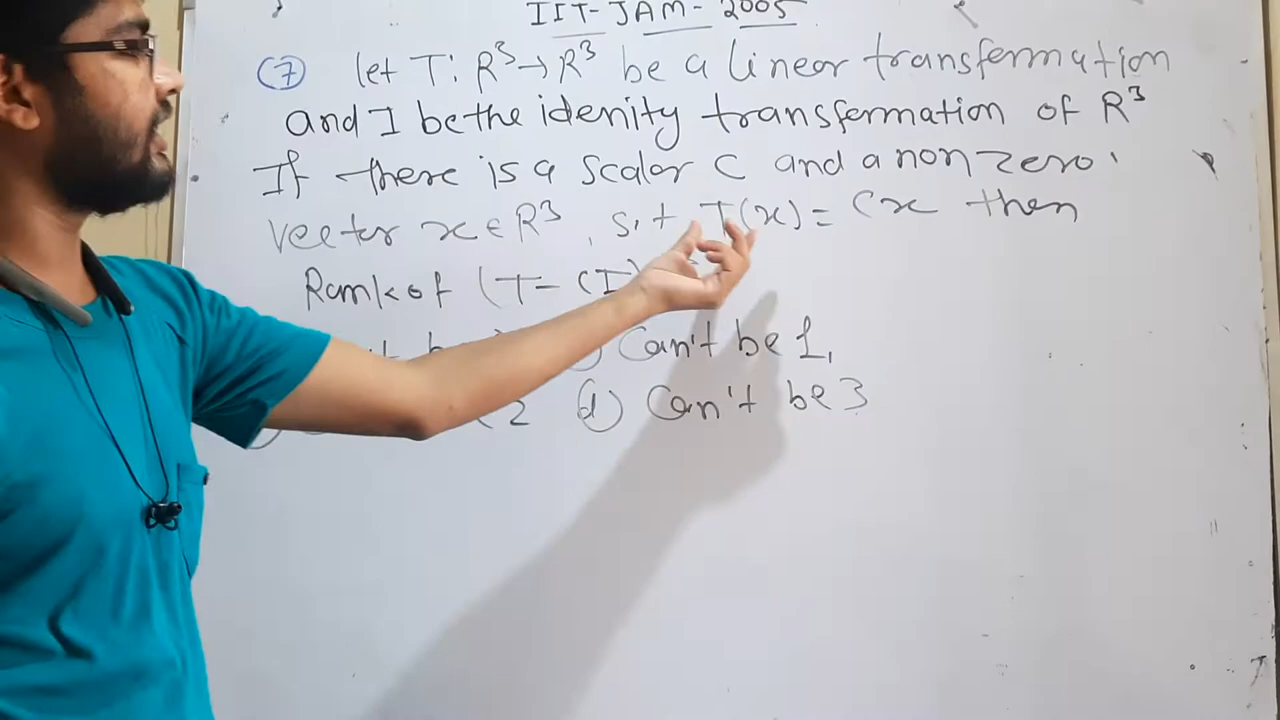 IIT-JAM-2005
(7) let T: R³→R³ be a linear transformation
and I be the idenity transformation of R³
If there is a scalar C and a non zero
vector x ∈ R³, s.t T(x) = Cx then
Rank of (T- CI)
Can't be 1,
2 (d) Can't be 3